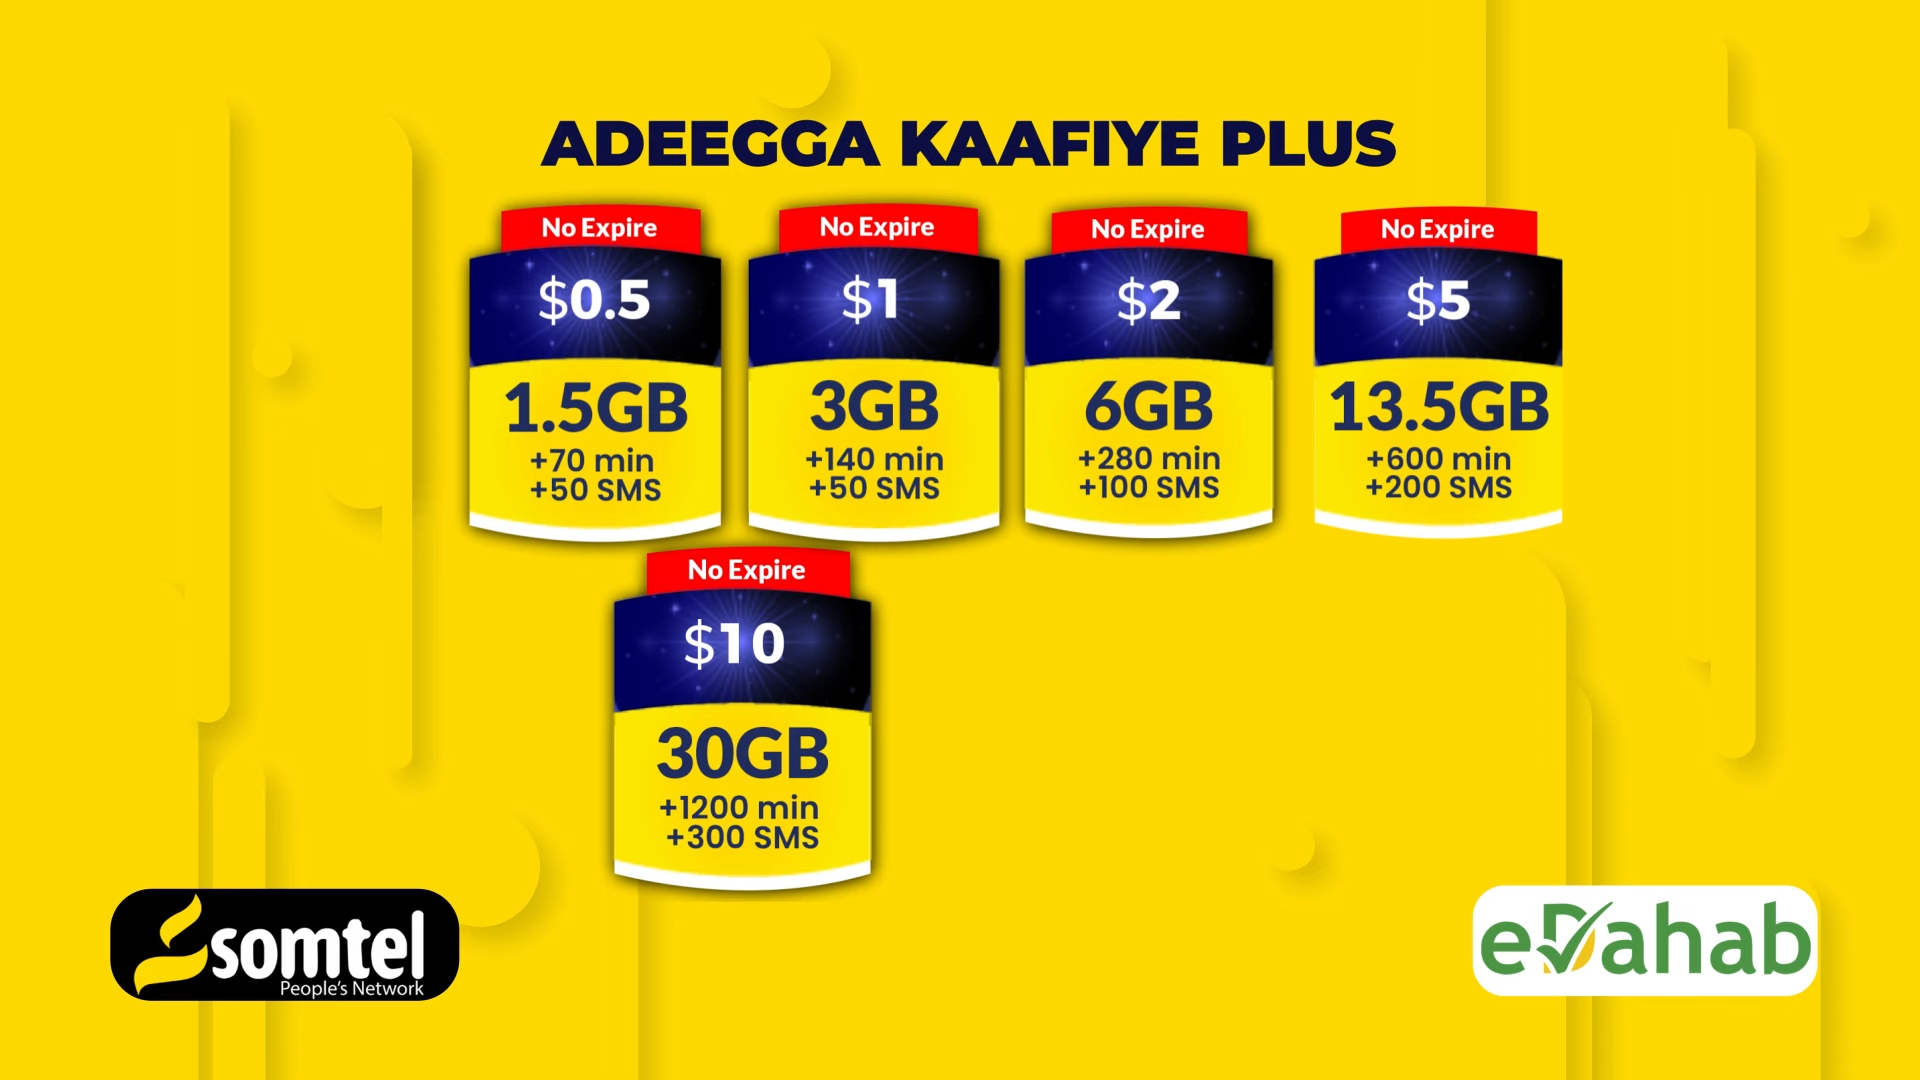 ADEEGGA KAAFIYE PLUS
No Expire
$0.5
1.5GB
+70 min
+50 SMS
No Expire
$1
3GB
+140 min
+50 SMS
No Expire
$2
6GB
+280 min
+100 SMS
No Expire
$5
13.5GB
+600 min
+200 SMS
No Expire
$10
30GB
+1200 min
+300 SMS
somtel
People's Network
eDahab